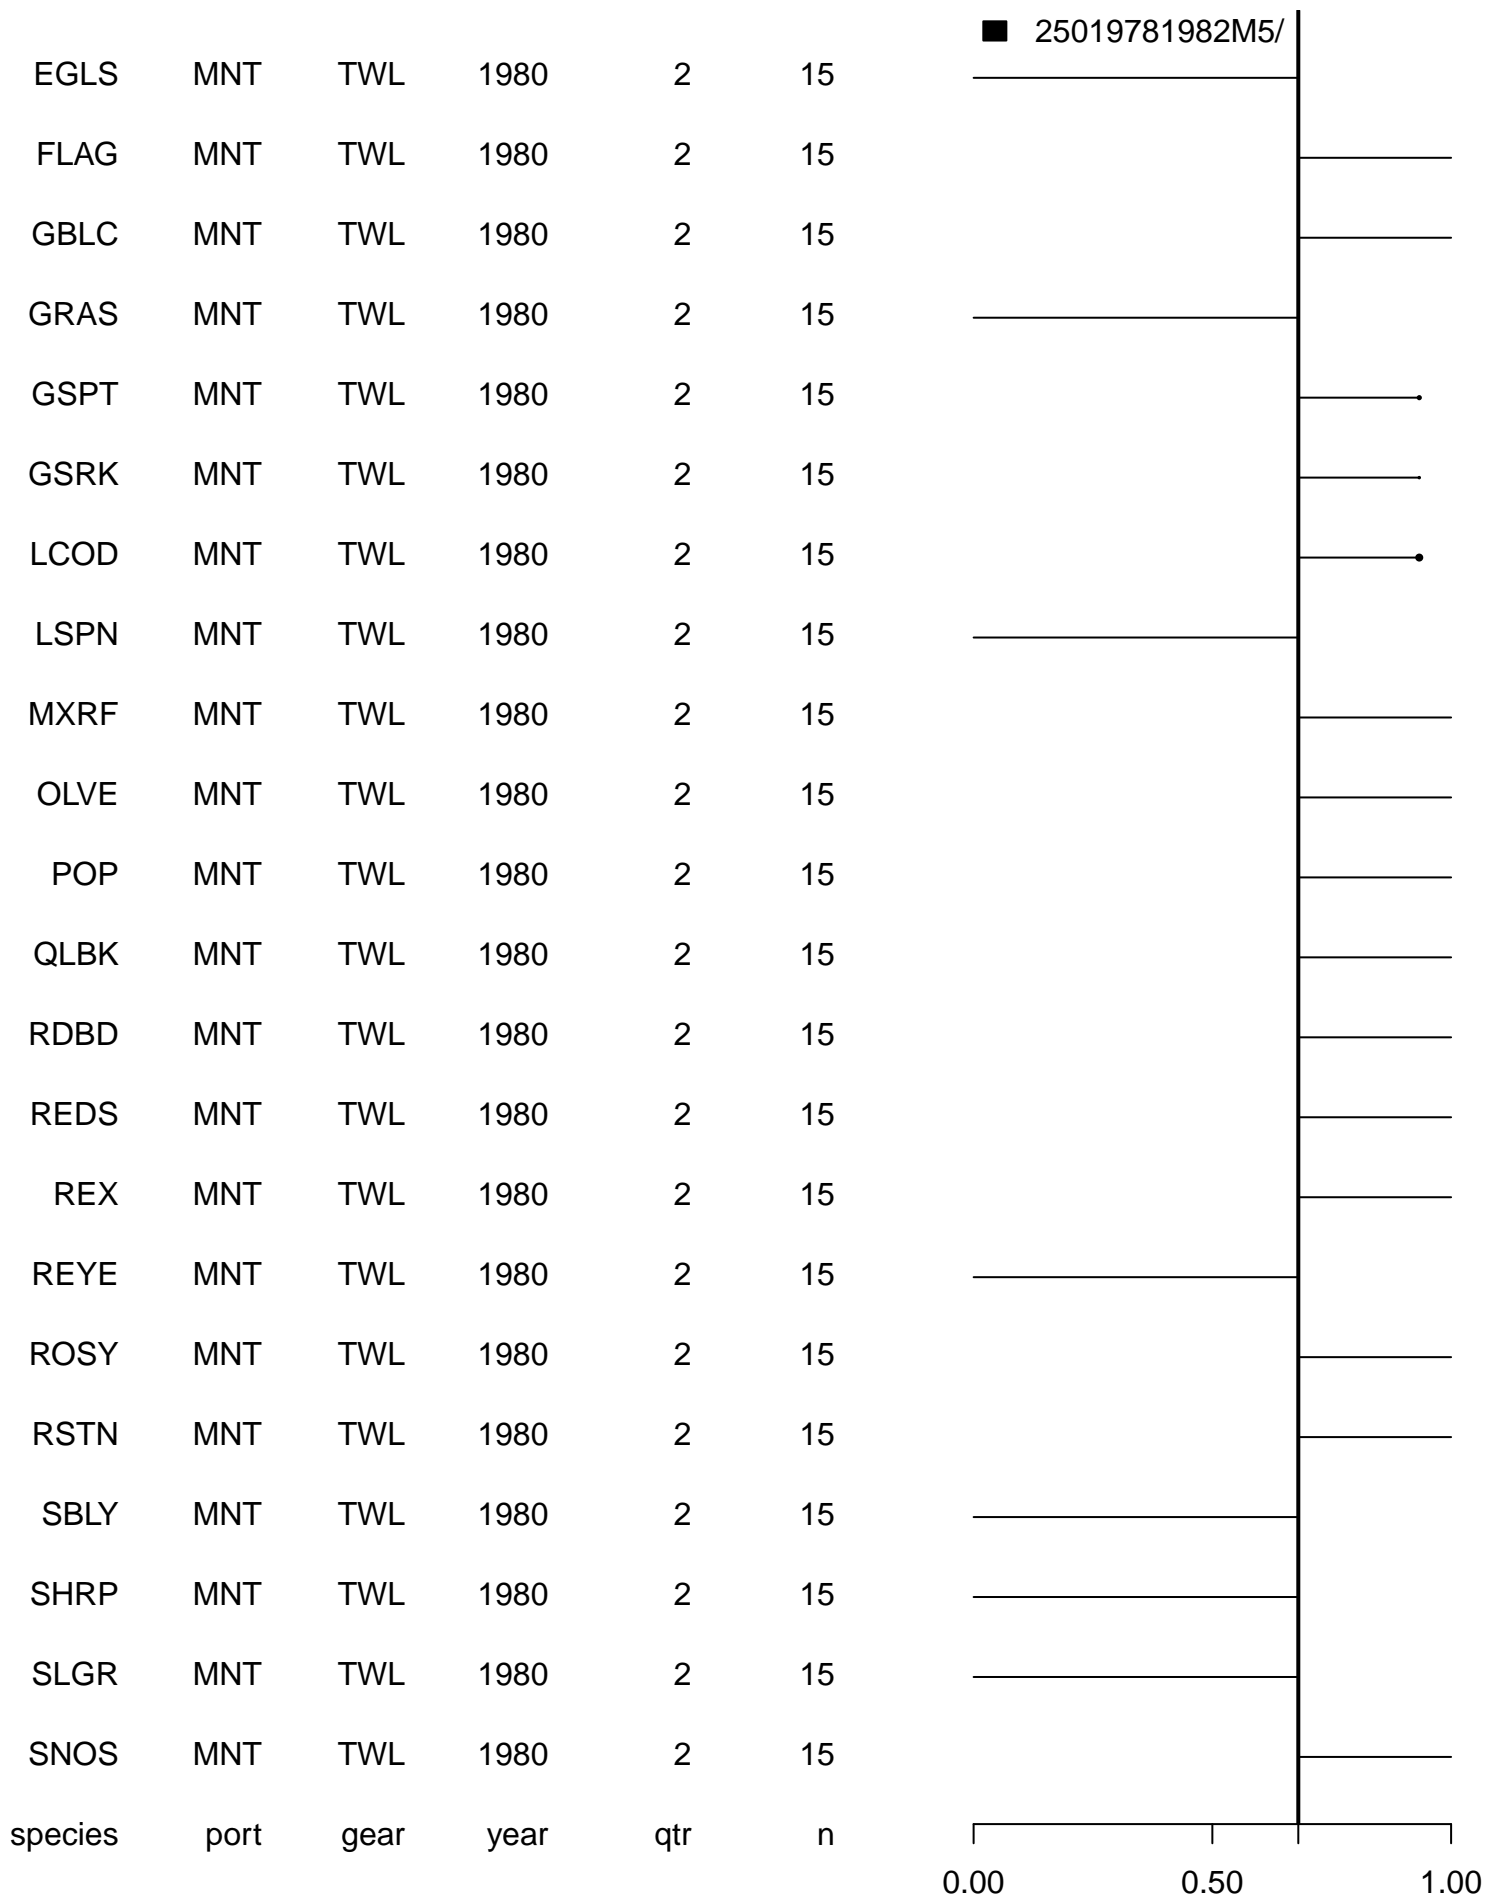 25019781982M5/
EGLS MNT TWL 1980 2 15
FLAG MNT TWL 1980 2 15
GBLC MNT TWL 1980 2 15
GRAS MNT TWL 1980 2 15
GSPT MNT TWL 1980 2 15
GSRK MNT TWL 1980 2 15
LCOD MNT TWL 1980 2 15
LSPN MNT TWL 1980 2 15
MXRF MNT TWL 1980 2 15
OLVE MNT TWL 1980 2 15
POP MNT TWL 1980 2 15
QLBK MNT TWL 1980 2 15
RDBD MNT TWL 1980 2 15
REDS MNT TWL 1980 2 15
REX MNT TWL 1980 2 15
REYE MNT TWL 1980 2 15
ROSY MNT TWL 1980 2 15
RSTN MNT TWL 1980 2 15
SBLY MNT TWL 1980 2 15
SHRP MNT TWL 1980 2 15
SLGR MNT TWL 1980 2 15
SNOS MNT TWL 1980 2 15
species port gear year qtr n
0.00 0.50 1.00